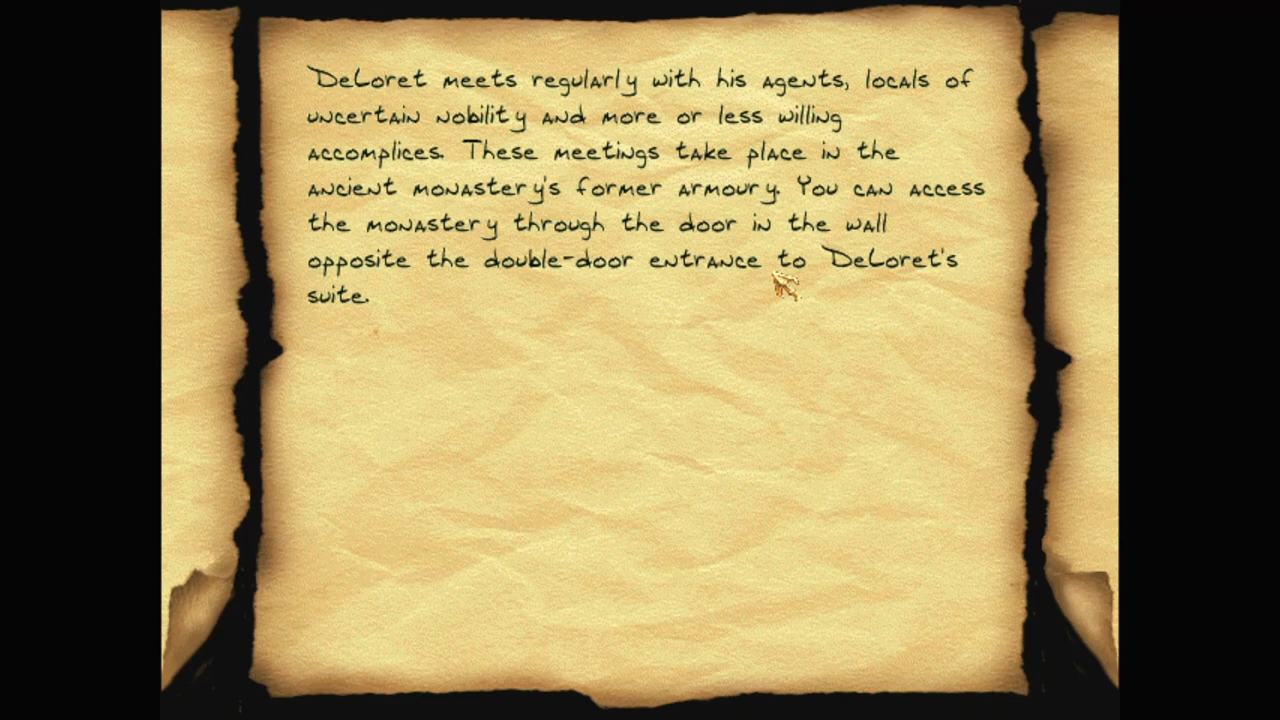 DeLoret meets regularly with his agents, locals of
uncertain nobility and more or less willing
accomplices. These meetings take place in the
ancient monastery's former armoury. You can access
the monastery through the door in the wall
opposite the double-door entrance to DeLoret's
suite.